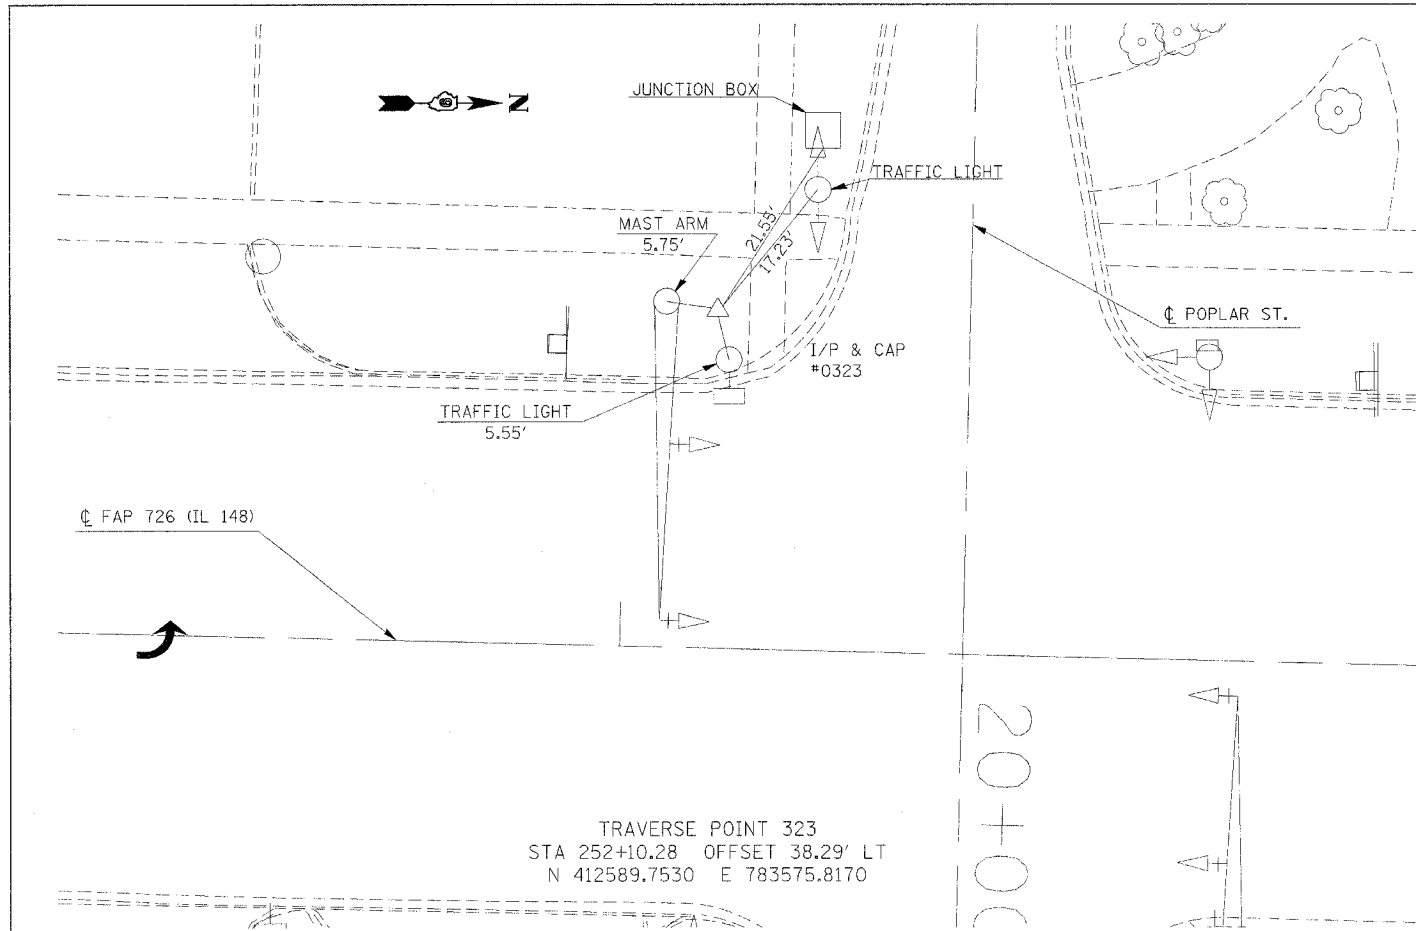 JUNCTION BOX
N
TRAFFIC LIGHT
MAST ARM
5.75'
21.55'
17.23'
℄ POPLAR ST.
I/P & CAP
#0323
TRAFFIC LIGHT
5.55'
℄ FAP 726 (IL 148)
20+00
TRAVERSE POINT 323
STA 252+10.28 OFFSET 38.29' LT
N 412589.7530 E 783575.8170